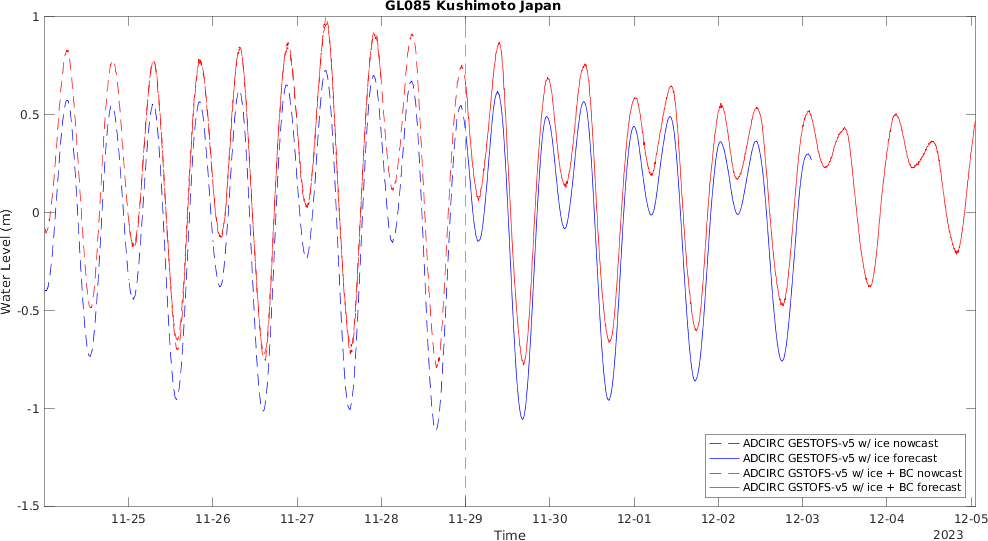 GL085 Kushimoto Japan
1
0.5
0
-0.5
-1
-1.5
Water Level (m)
11-25 11-26 11-27 11-28 11-29 11-30 12-01 12-02 12-03 12-04 12-05
Time
2023
ADCIRC GESTOFS-v5 w/ ice nowcast
ADCIRC GESTOFS-v5 w/ ice forecast
ADCIRC GSTOFS-v5 w/ ice + BC nowcast
ADCIRC GSTOFS-v5 w/ ice + BC forecast